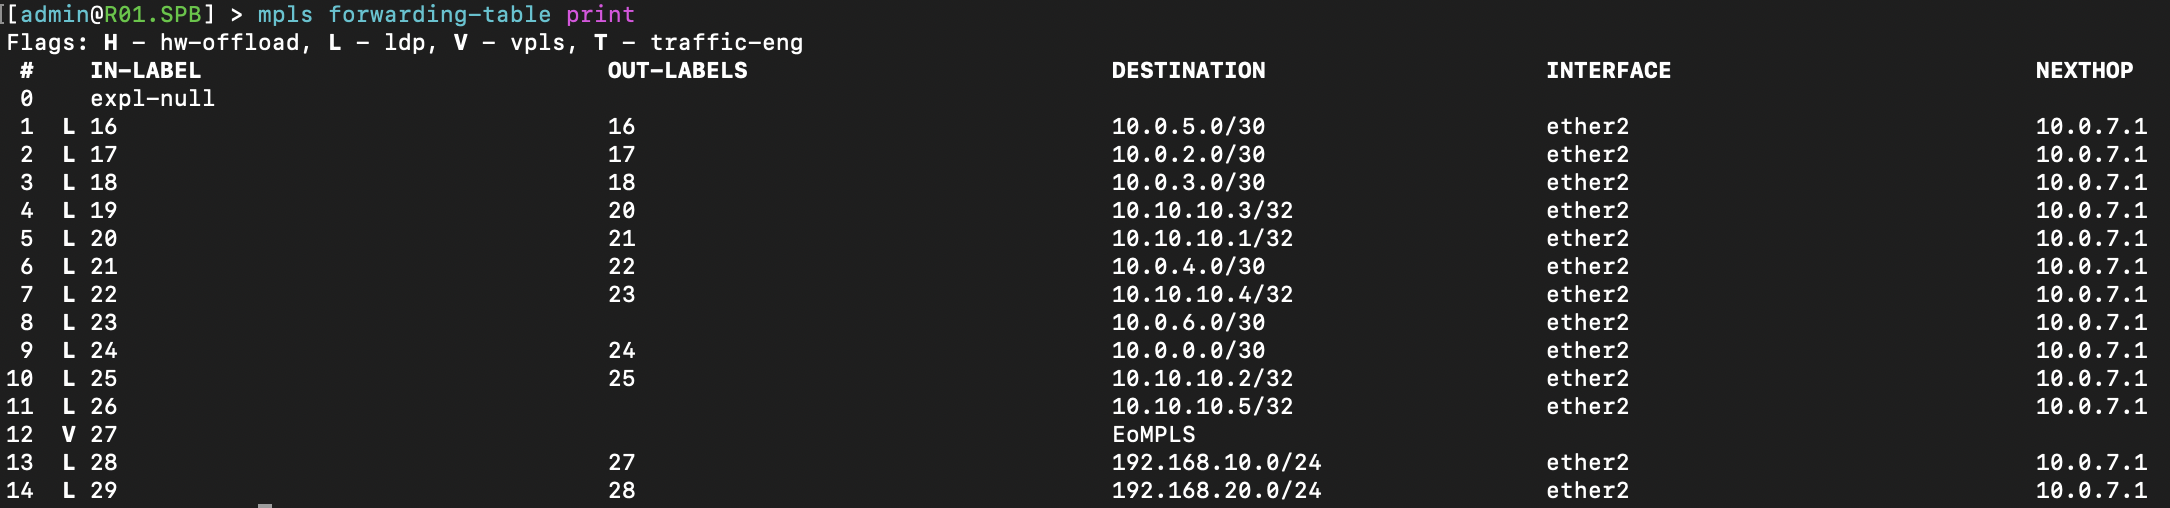 [[admin@R01.SPB] > mpls forwarding-table print
Flags: H - hw-offload, L - ldp, V - vpls, T - traffic-eng
#    IN-LABEL    OUT-LABELS    DESTINATION    INTERFACE    NEXTHOP
0    expl-null
1  L 16    16    10.0.5.0/30    ether2    10.0.7.1
2  L 17    17    10.0.2.0/30    ether2    10.0.7.1
3  L 18    18    10.0.3.0/30    ether2    10.0.7.1
4  L 19    20    10.10.10.3/32    ether2    10.0.7.1
5  L 20    21    10.10.10.1/32    ether2    10.0.7.1
6  L 21    22    10.0.4.0/30    ether2    10.0.7.1
7  L 22    23    10.10.10.4/32    ether2    10.0.7.1
8  L 23    10.0.6.0/30    ether2    10.0.7.1
9  L 24    24    10.0.0.0/30    ether2    10.0.7.1
10  L 25    25    10.10.10.2/32    ether2    10.0.7.1
11  L 26    10.10.10.5/32    ether2    10.0.7.1
12  V 27    EoMPLS
13  L 28    27    192.168.10.0/24    ether2    10.0.7.1
14  L 29    28    192.168.20.0/24    ether2    10.0.7.1